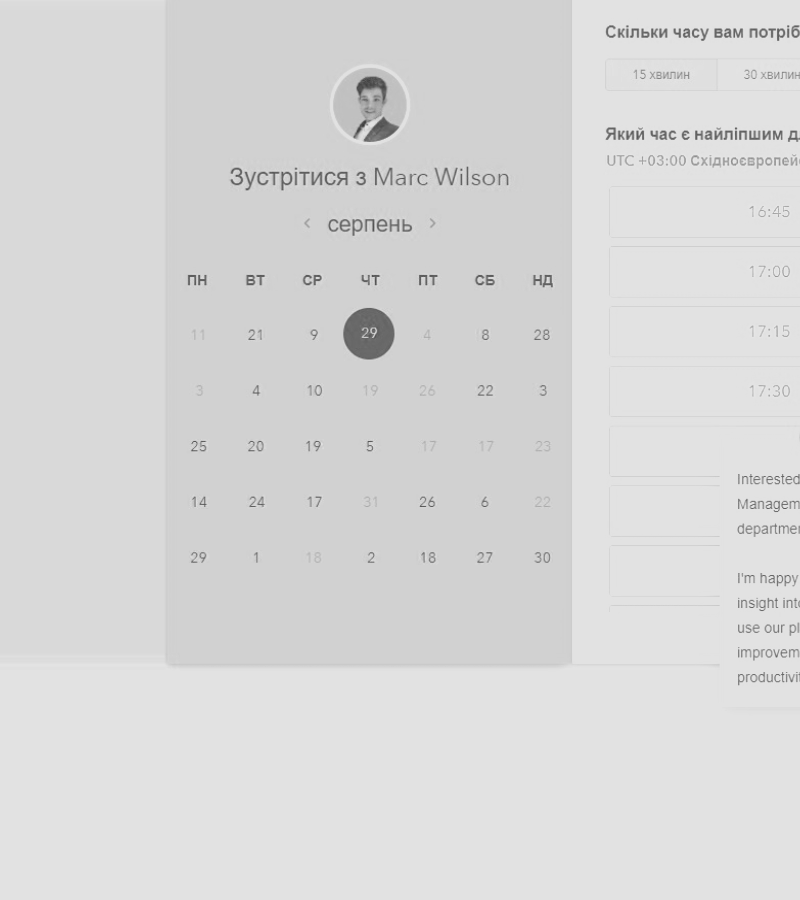 Зустрітися з Marc Wilson
серпень
ПН ВТ СР ЧТ ПТ СБ НД
11 21 9 29 4 8 28
3 4 10 19 26 22 3
25 20 19 5 17 17 23
14 24 17 31 26 6 22
29 1 18 2 18 27 30
Скільки часу вам потріб
15 хвилин 30 хвилин
Який час є найліпшим д
UTC +03:00 Східноєвропей
16:45
17:00
17:15
17:30
Interested
Managem
departmen
I'm happy
insight int
use our pl
improvem
productivit